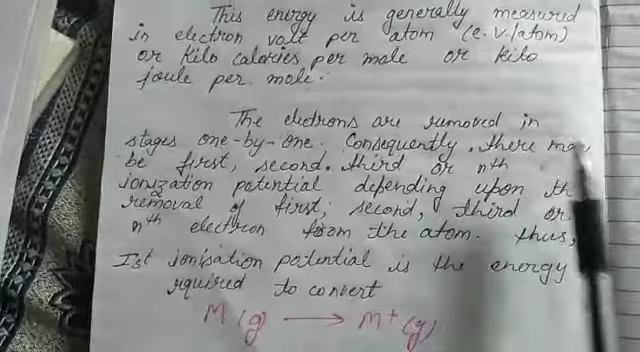 This energy is generally measured
in electron volt per atom (e.v./atom)
or kilo calories per mole or kilo
joule per mole.
The electrons are removed in
stages one-by-one. Consequently, there may
be first, second, third or nth
ionization potential depending upon th
removal of first, second, third or
nth electron from the atom. Thus,
Ist ionisation potential is the energy
required to convert
M(g) → M+(g)